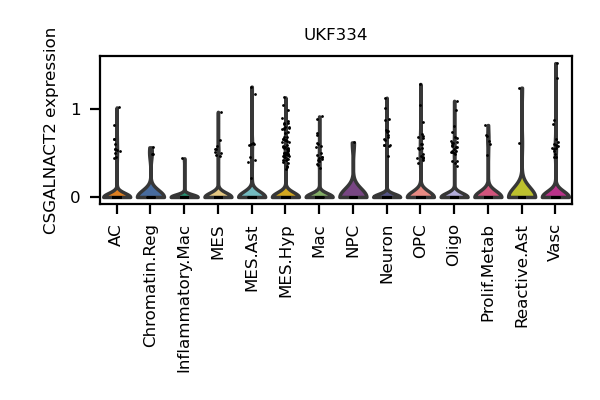 UKF334
CSGALNACT2 expression
1
0
AC
Chromatin.Reg
Inflammatory.Mac
MES
MES.Ast
MES.Hyp
Mac
NPC
Neuron
OPC
Oligo
Prolif.Metab
Reactive.Ast
Vasc